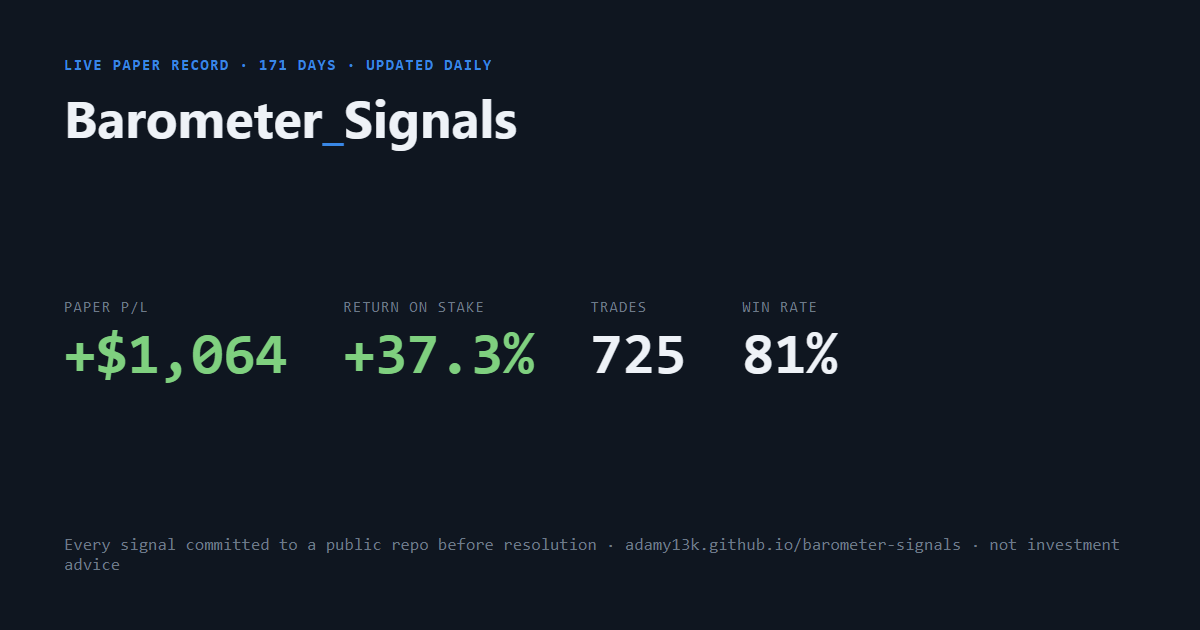 LIVE PAPER RECORD · 171 DAYS · UPDATED DAILY
Barometer_Signals
PAPER P/L RETURN ON STAKE TRADES WIN RATE
+$1,064 +37.3% 725 81%
Every signal committed to a public repo before resolution · adamy13k.github.io/barometer-signals · not investment
advice